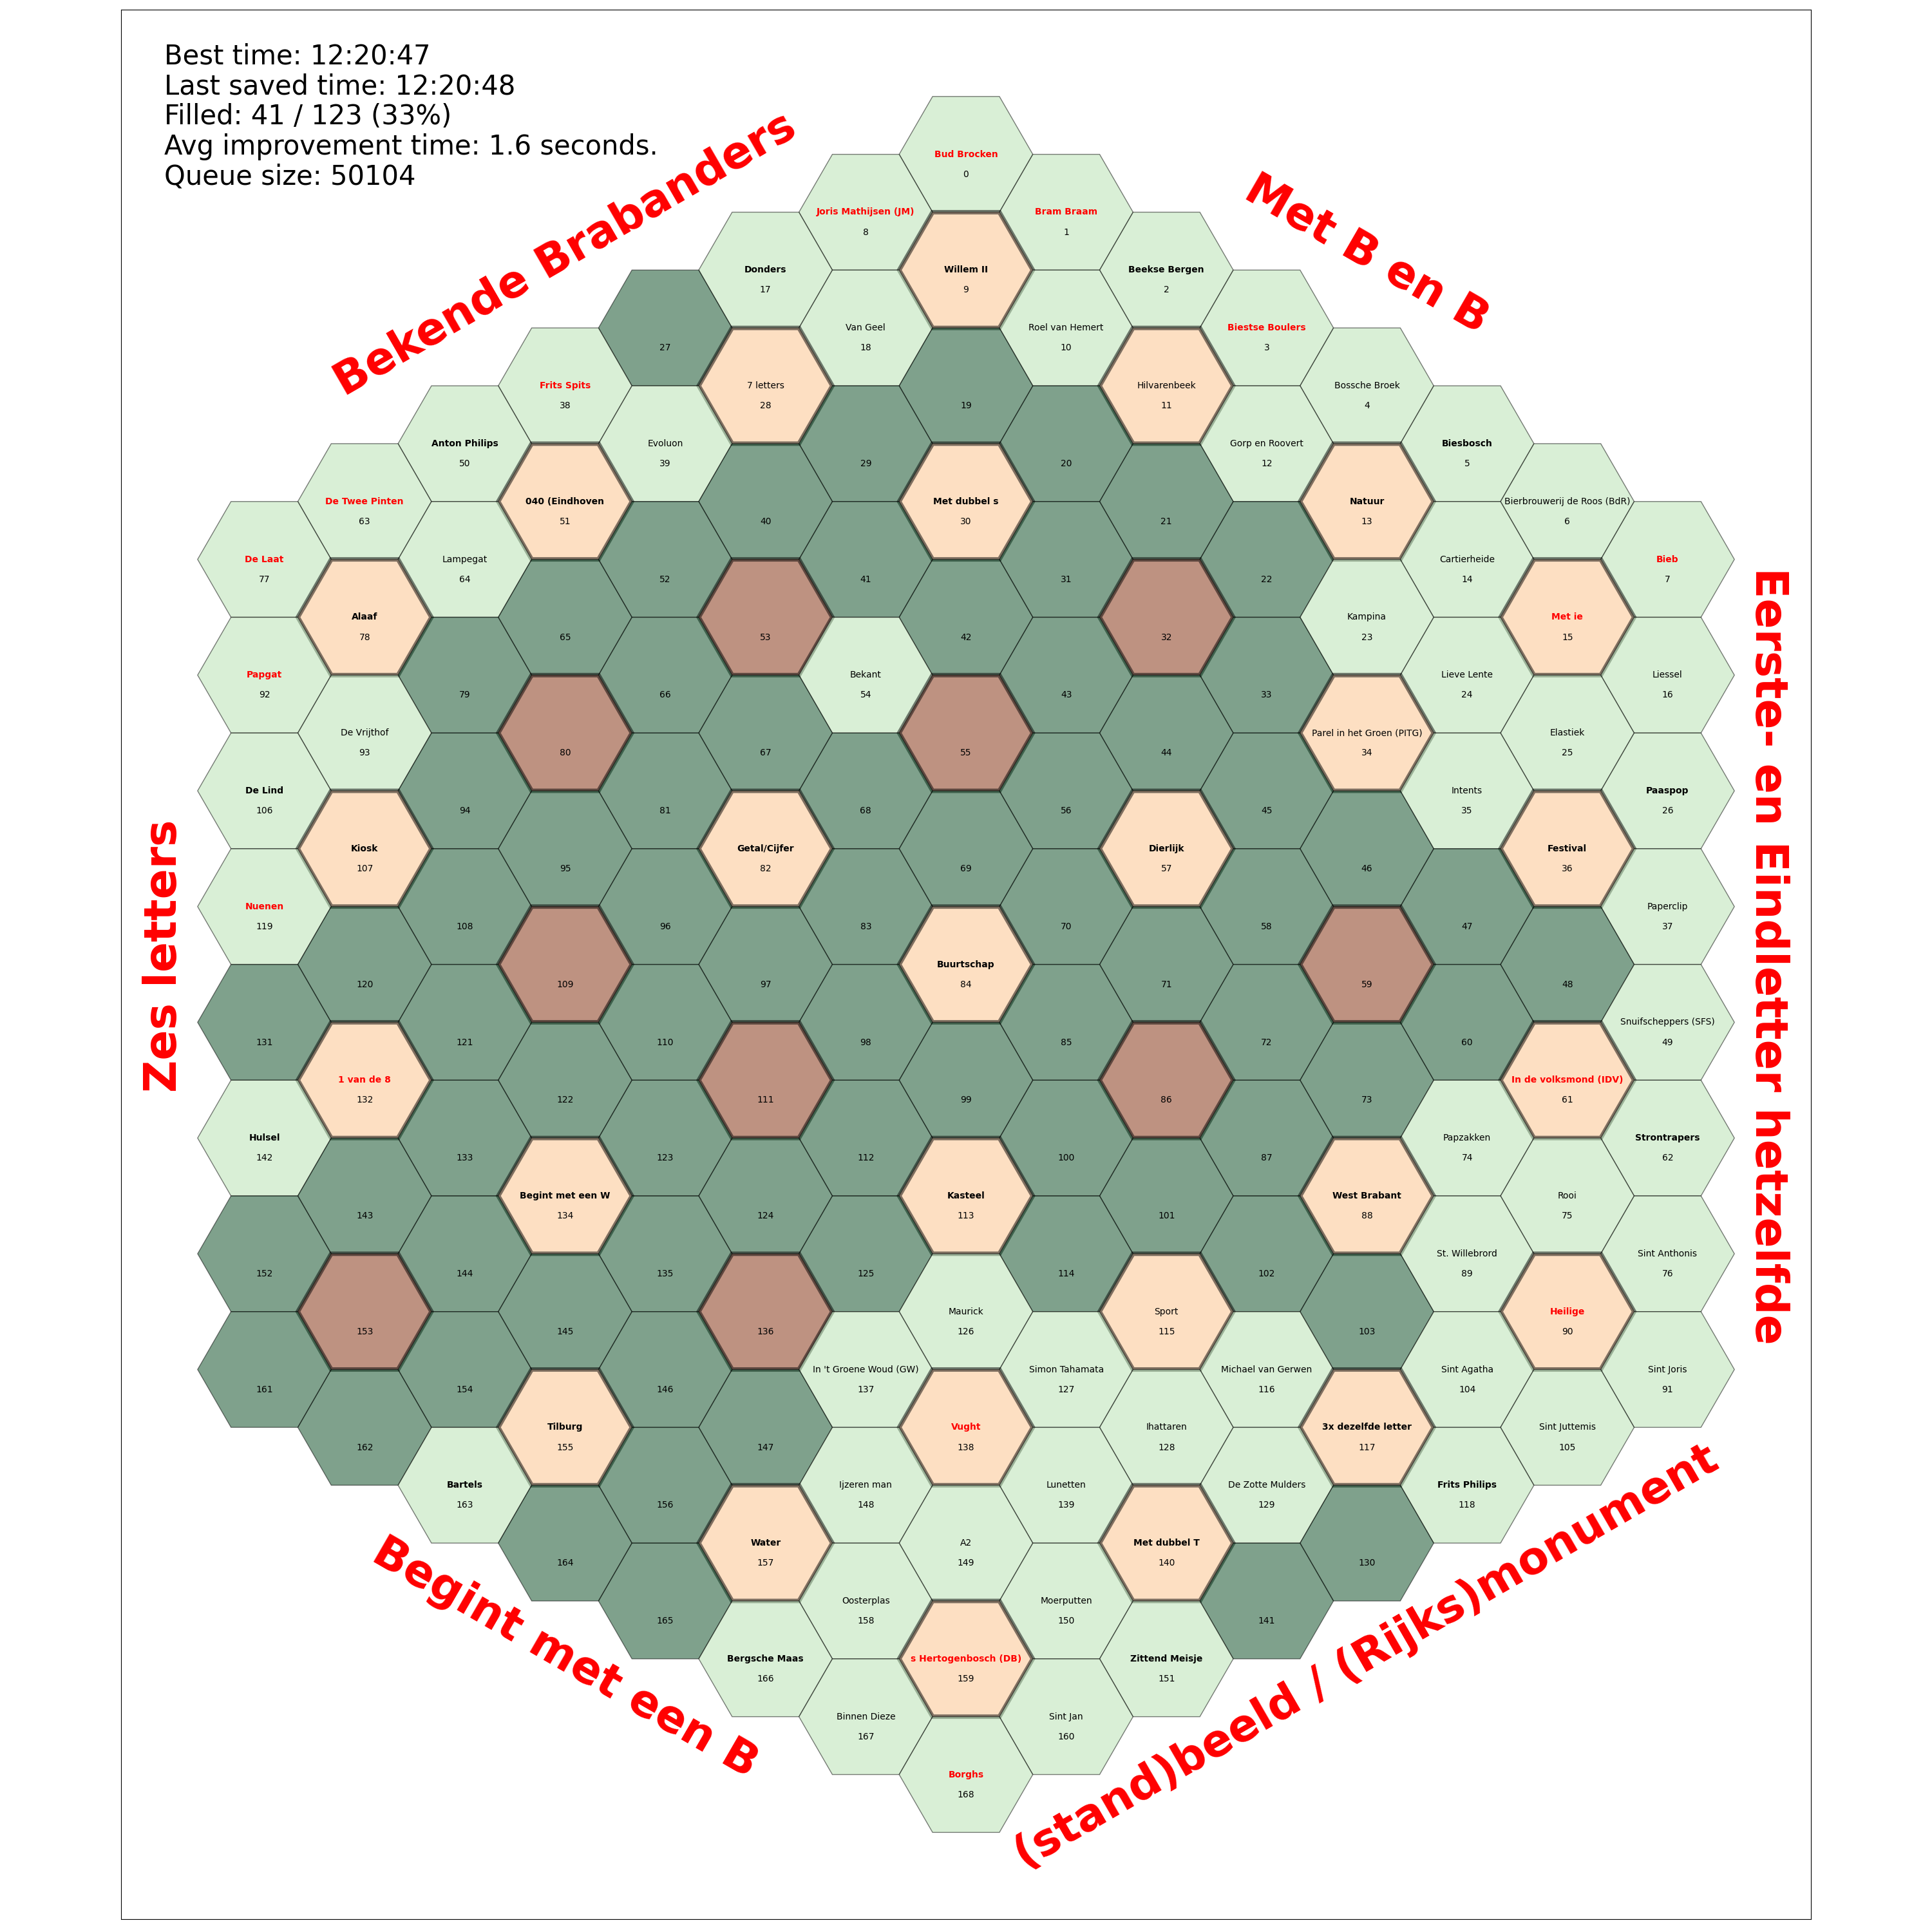 Best time: 12:20:47
Last saved time: 12:20:48
Filled: 41 / 123 (33%)
Avg improvement time: 1.6 seconds.
Queue size: 50104
Bekende Brabanders
Met B en B
Eerste- en Eindletter hetzelfde
(stand)beeld / (Rijks)monument
Begint met een B
Zes letters
Bud Brocken
0
Bram Braam
1
Beekse Bergen
2
Biestse Boulers
3
Bossche Broek
4
Biesbosch
5
Bierbrouwerij de Roos (BdR)
6
Bieb
7
Joris Mathijsen (JM)
8
Willem II
9
Roel van Hemert
10
Hilvarenbeek
11
Gorp en Roovert
12
Natuur
13
Cartierheide
14
Met ie
15
Liessel
16
Donders
17
Van Geel
18
19
20
21
22
Kampina
23
Lieve Lente
24
Elastiek
25
Paaspop
26
27
7 letters
28
29
Met dubbel s
30
31
32
33
Parel in het Groen (PITG)
34
Intents
35
Festival
36
Paperclip
37
Frits Spits
38
Evoluon
39
40
41
42
43
44
45
46
47
48
Snuifscheppers (SFS)
49
Anton Philips
50
040 (Eindhoven
51
52
53
Bekant
54
55
56
Dierlijk
57
58
59
60
In de volksmond (IDV)
61
Strontrapers
62
De Twee Pinten
63
Lampegat
64
65
66
67
68
69
70
71
72
73
Papzakken
74
Rooi
75
Sint Anthonis
76
De Laat
77
Alaaf
78
79
80
81
Getal/Cijfer
82
83
Buurtschap
84
85
86
87
West Brabant
88
St. Willebrord
89
Heilige
90
Sint Joris
91
Papgat
92
De Vrijthof
93
94
95
96
97
98
99
100
101
102
103
Sint Agatha
104
Sint Juttemis
105
De Lind
106
Kiosk
107
108
109
110
111
112
Kasteel
113
114
Sport
115
Michael van Gerwen
116
3x dezelfde letter
117
Frits Philips
118
Nuenen
119
120
121
122
123
124
125
Maurick
126
Simon Tahamata
127
Ihattaren
128
De Zotte Mulders
129
130
131
1 van de 8
132
133
Begint met een W
134
135
136
In 't Groene Woud (GW)
137
Vught
138
Lunetten
139
Met dubbel T
140
141
Hulsel
142
143
144
145
146
147
Ijzeren man
148
A2
149
Moerputten
150
Zittend Meisje
151
152
153
154
Tilburg
155
156
Water
157
Oosterplas
158
s Hertogenbosch (DB)
159
Sint Jan
160
161
162
Bartels
163
164
165
Bergsche Maas
166
Binnen Dieze
167
Borghs
168